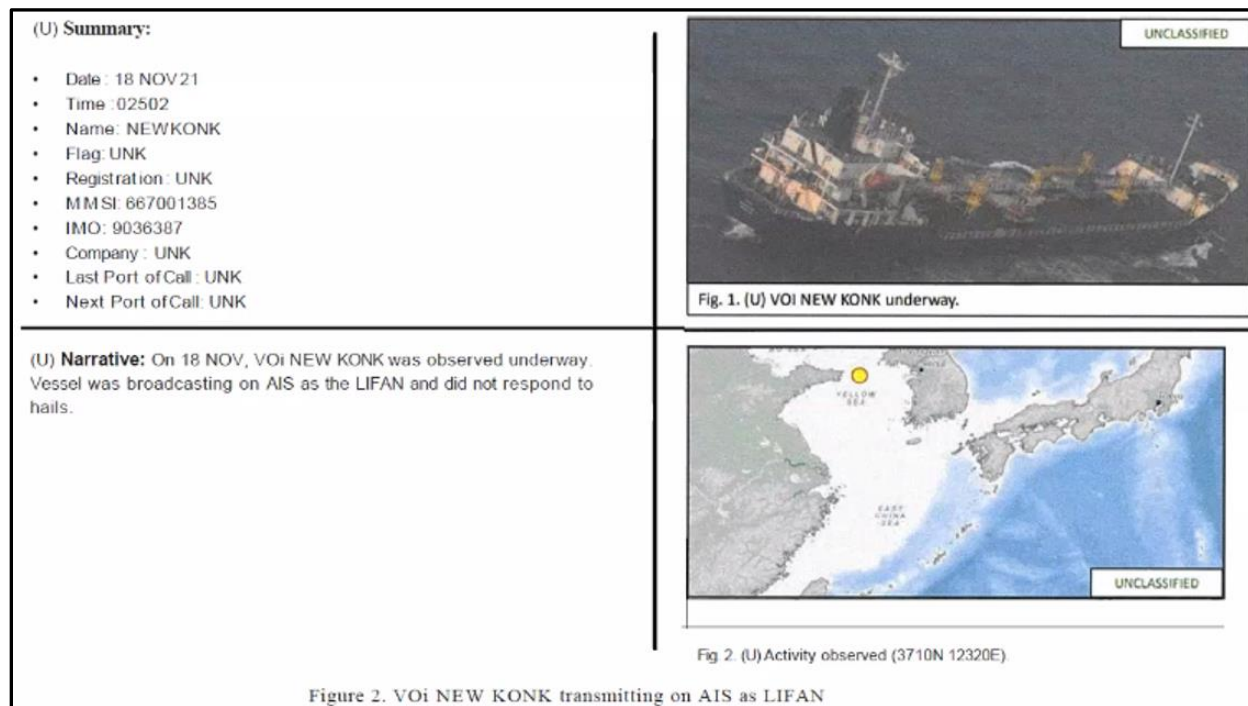 (U) Summary:
• Date : 18 NOV 21
• Time : 02502
• Name: NEWKONK
• Flag: UNK
• Registration : UNK
• MMSI: 667001385
• IMO: 9036387
• Company : UNK
• Last Port of Call : UNK
• Next Port of Call: UNK
UNCLASSIFIED
Fig. 1. (U) VOI NEW KONK underway.
(U) Narrative: On 18 NOV, VOi NEW KONK was observed underway.
Vessel was broadcasting on AIS as the LIFAN and did not respond to
hails.
YELLOW
SEA
EAST
CHINA
SEA
UNCLASSIFIED
Fig 2. (U) Activity observed (3710N 12320E).
Figure 2. VOi NEW KONK transmitting on AIS as LIFAN